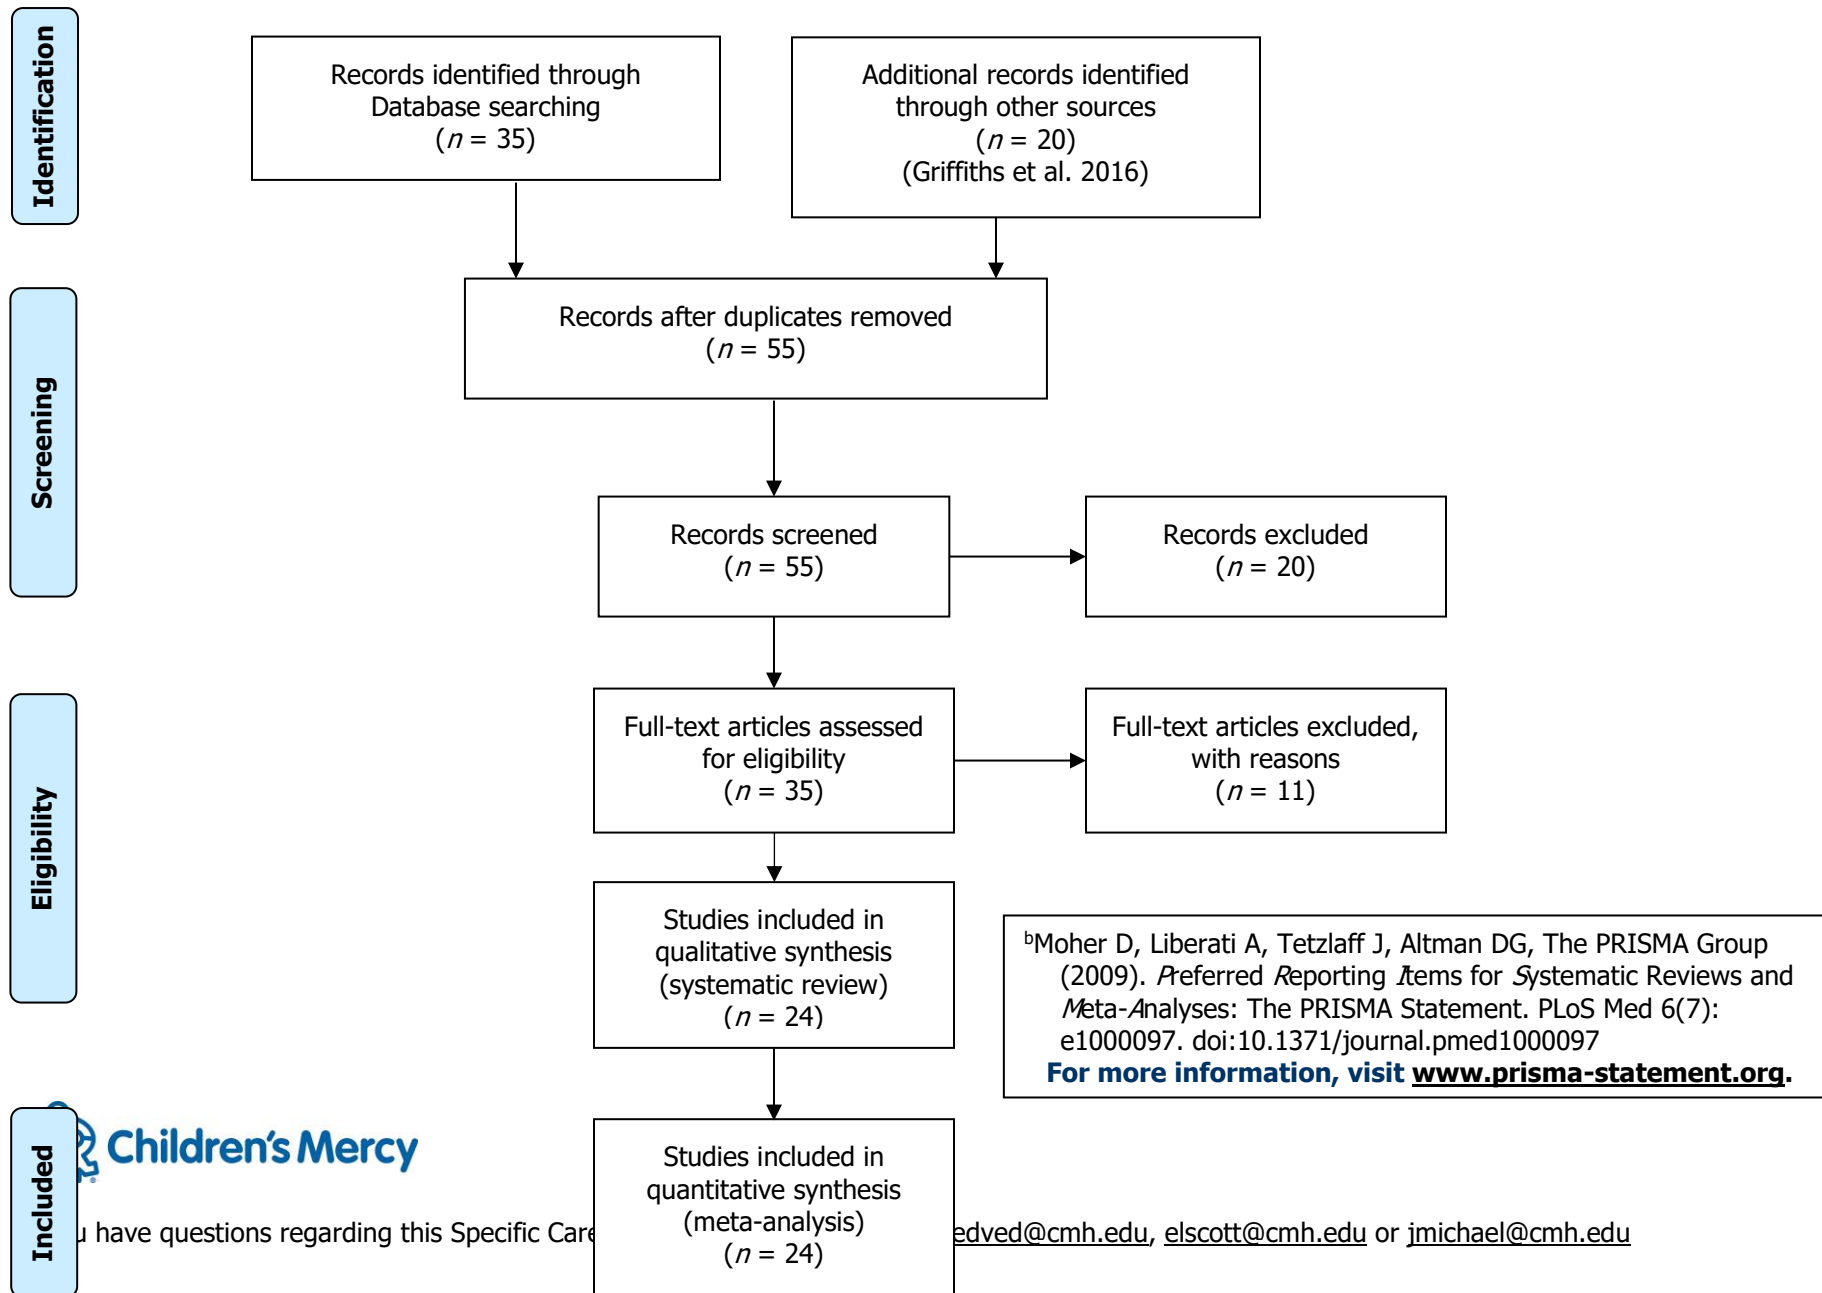 Identification
Records identified through
Database searching
(n = 35)
Additional records identified
through other sources
(n = 20)
(Griffiths et al. 2016)
Screening
Records after duplicates removed
(n = 55)
Records screened
(n = 55)
Records excluded
(n = 20)
Eligibility
Full-text articles assessed
for eligibility
(n = 35)
Full-text articles excluded,
with reasons
(n = 11)
Studies included in
qualitative synthesis
(systematic review)
(n = 24)
bMoher D, Liberati A, Tetzlaff J, Altman DG, The PRISMA Group
(2009). Preferred Reporting Items for Systematic Reviews and
Meta-Analyses: The PRISMA Statement. PLoS Med 6(7):
e1000097. doi:10.1371/journal.pmed1000097
For more information, visit www.prisma-statement.org.
Included
Children's Mercy
Studies included in
quantitative synthesis
(meta-analysis)
(n = 24)
have questions regarding this Specific Care edved@cmh.edu, elscott@cmh.edu or jmichael@cmh.edu